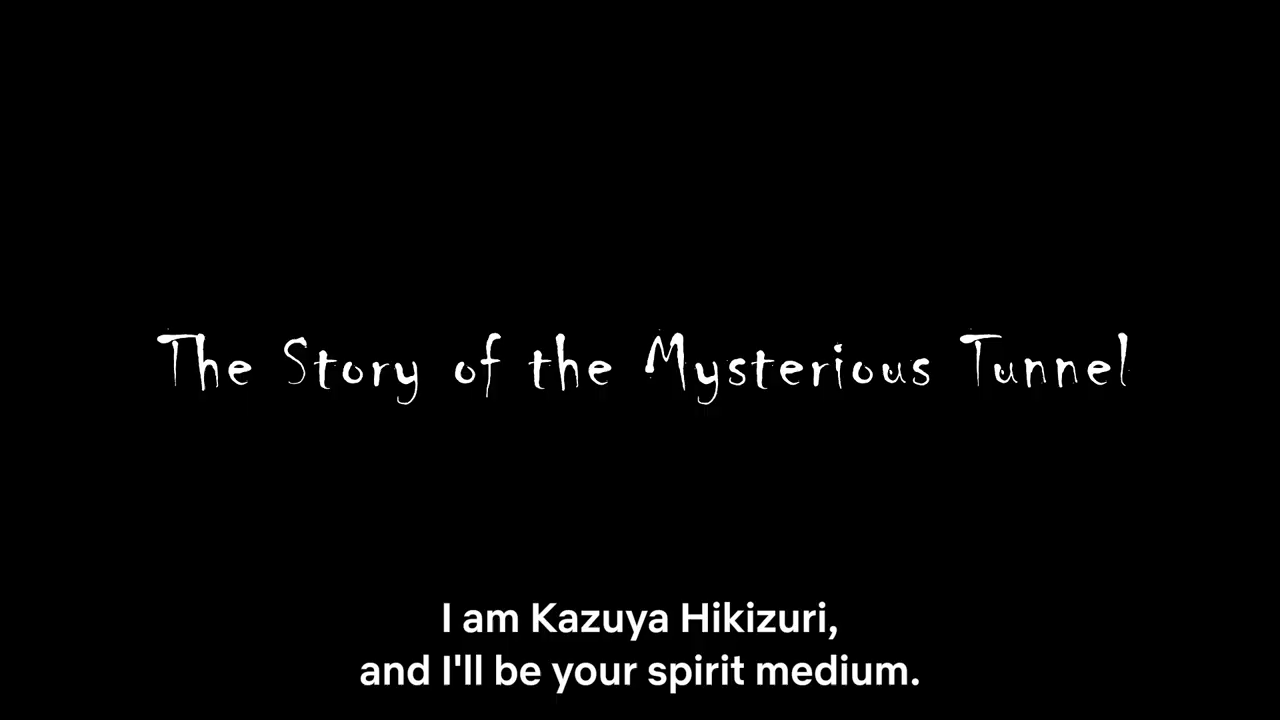 The Story of the Mysterious Tunnel
I am Kazuya Hikizuri,
and I'll be your spirit medium.